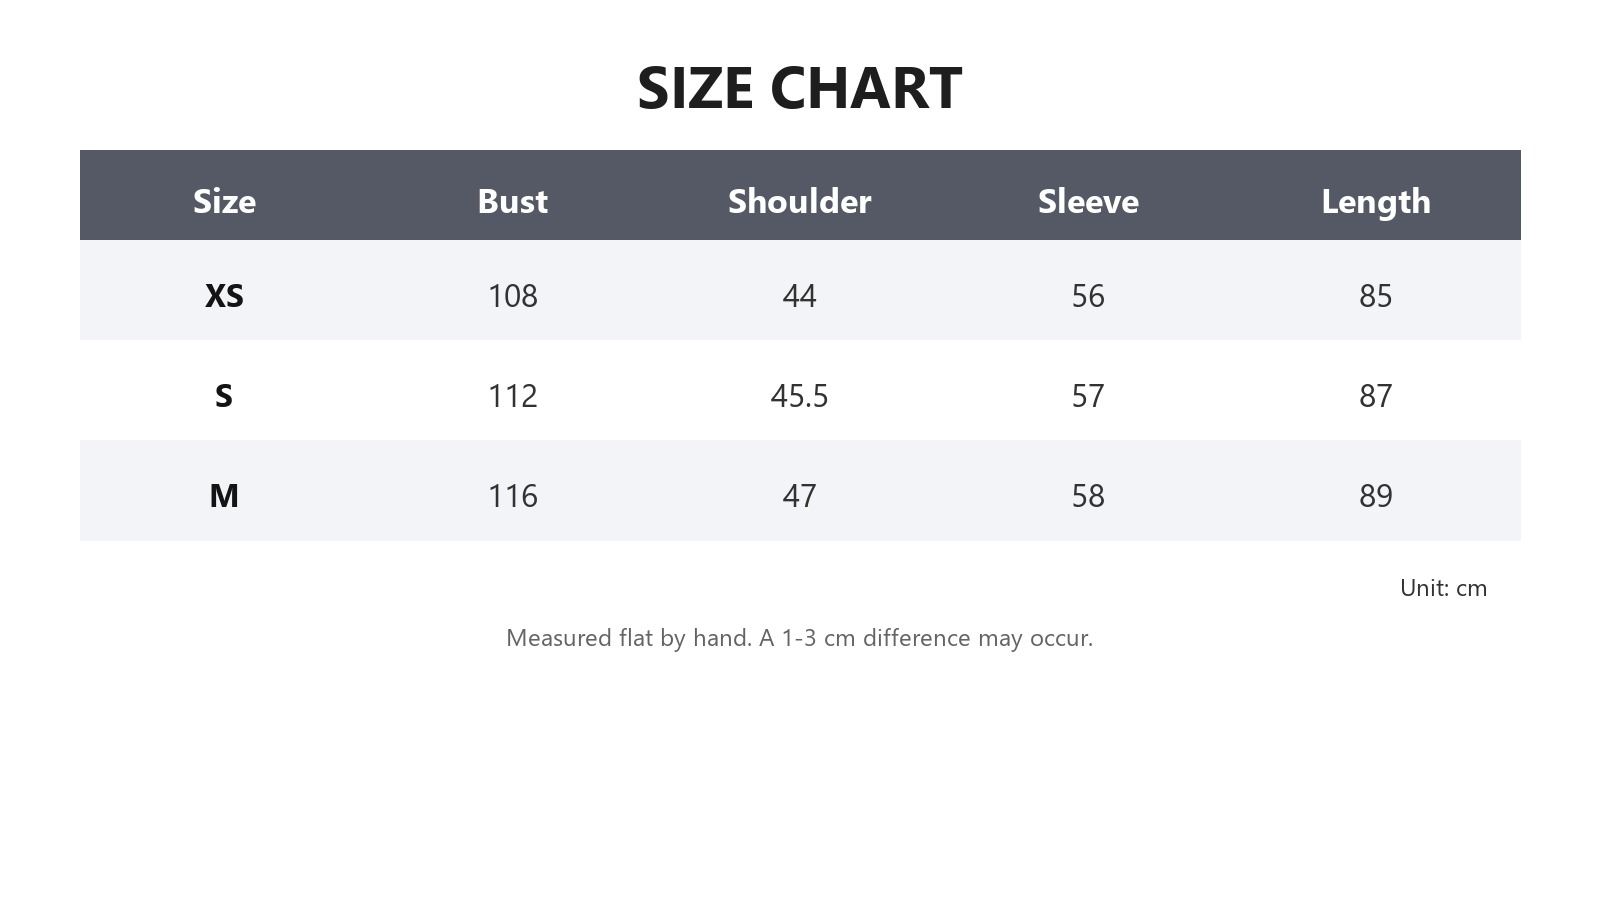 SIZE CHART
Size Bust Shoulder Sleeve Length
XS 108 44 56 85
S 112 45.5 57 87
M 116 47 58 89
Unit: cm
Measured flat by hand. A 1-3 cm difference may occur.